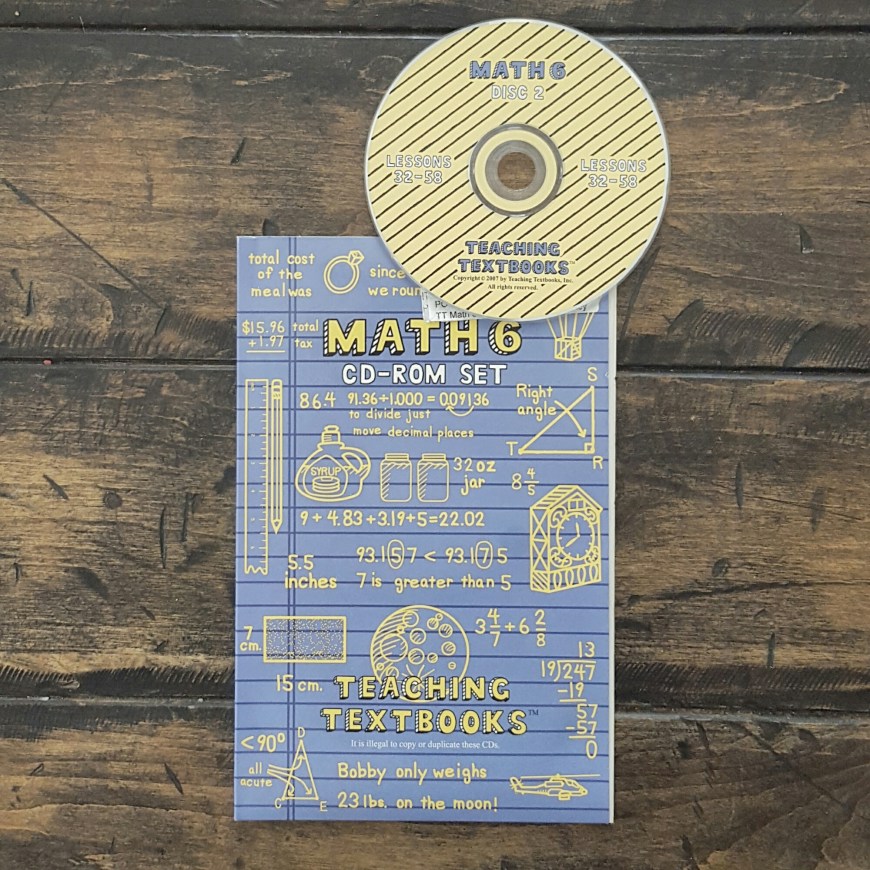 MATH 6
DISC 2
LESSONS
32-58
LESSONS
32-58
TEACHING
TEXTBOOKS™
Copyright © 2007 by Teaching Textbooks, Inc.
All rights reserved.
total cost
of the
meal was
since
we roun
PC
TT Math
$15.96
+1.97
total
tax
MATH 6
CD-ROM SET
86.4
91.36÷1,000 = 0.09136
to divide just
move decimal places
Right
angle
S
T
R
SYRUP
32 oz
jar
8 4/5
9 + 4.83 + 3.19 + 5 = 22.02
93.157 < 93.175
7 is greater than 5
5.5
inches
7
cm.
15 cm.
3 4/7 + 6 2/8
13
19)247
-19
57
-57
0
TEACHING
TEXTBOOKS™
It is illegal to copy or duplicate these CDs.
<90°
all
acute
D
G
E
Bobby only weighs
23 lbs. on the moon!